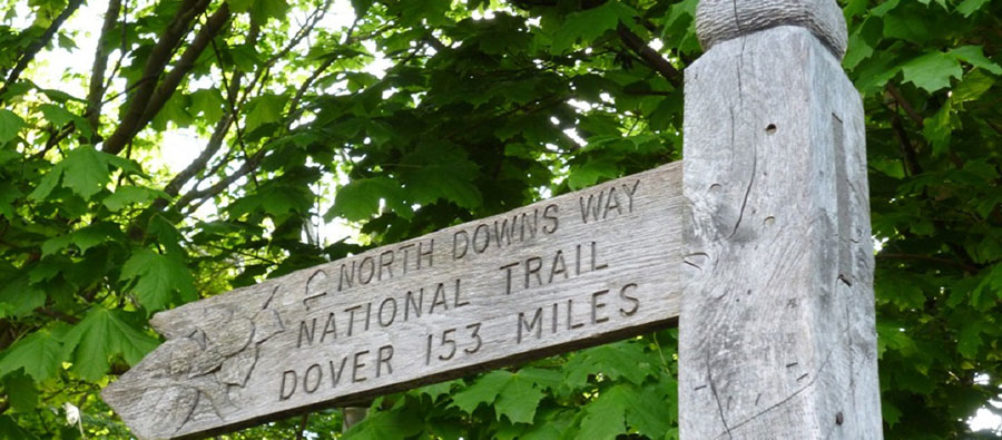 NORTH DOWNS WAY
NATIONAL TRAIL
DOVER 153 MILES